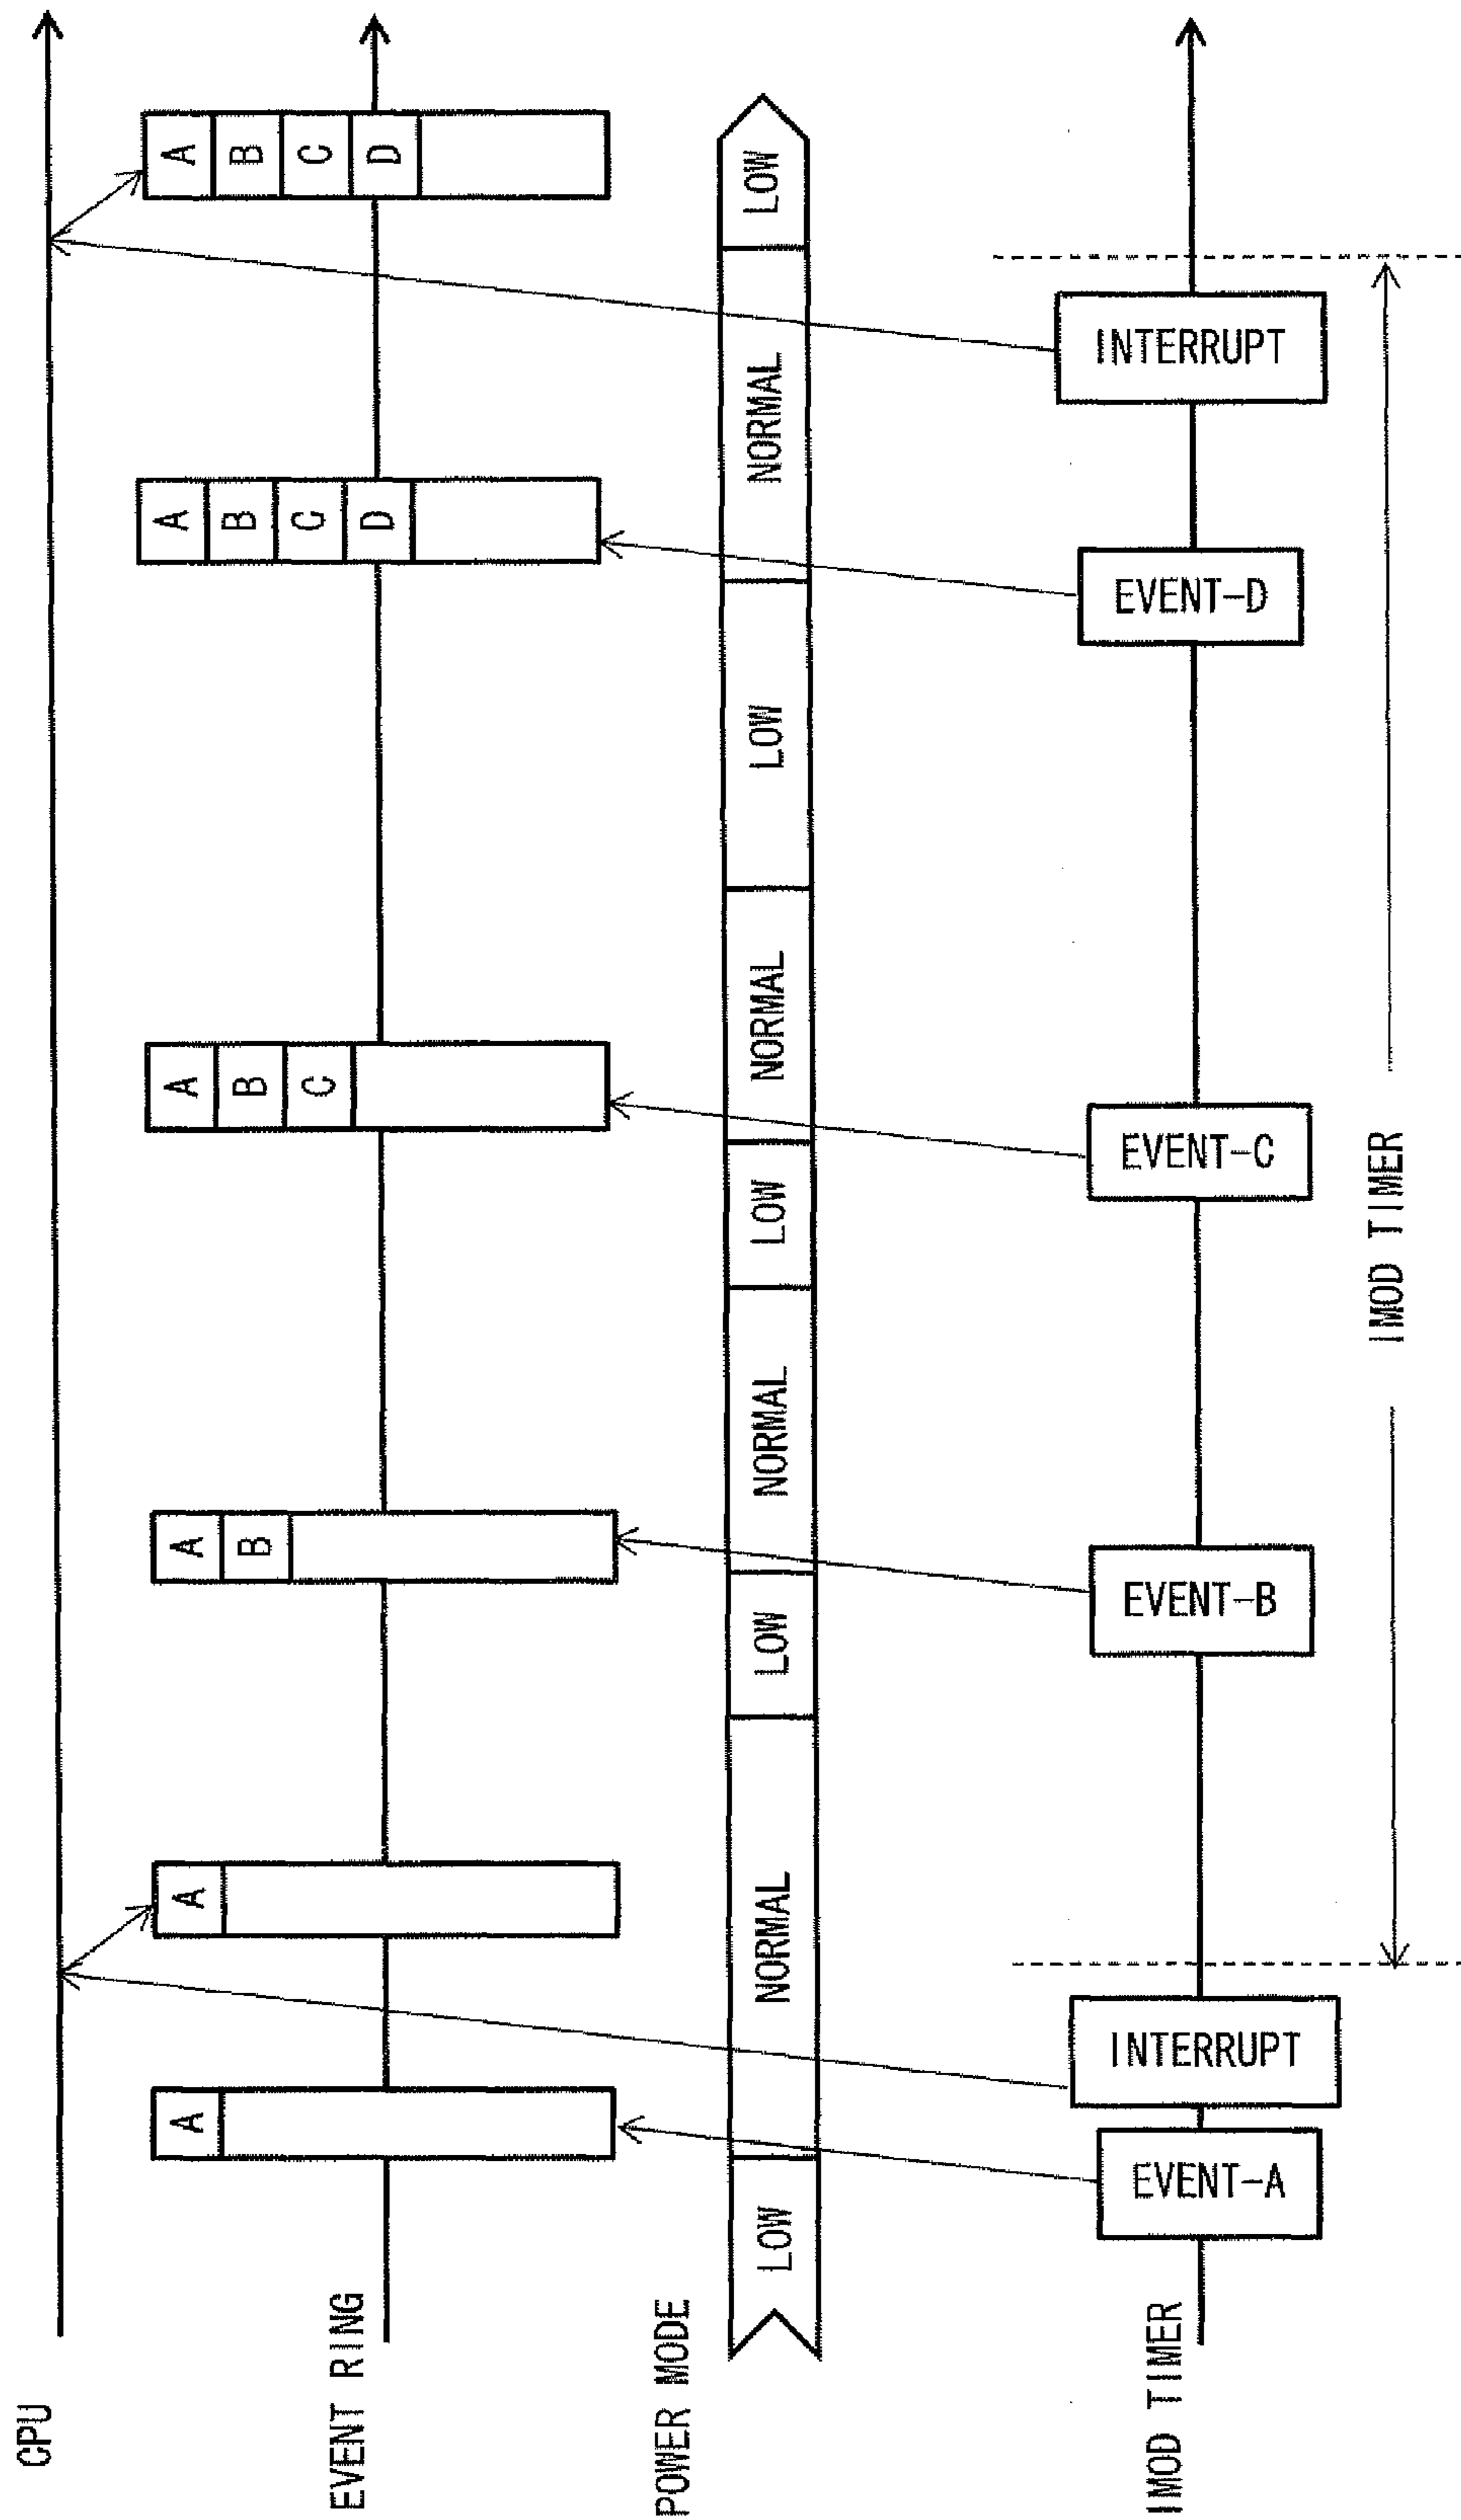 CPU
EVENT RING
A
A
A
B
A
B
C
A
B
C
D
A
B
C
D
POWER MODE
LOW
NORMAL
LOW
NORMAL
LOW
NORMAL
LOW
NORMAL
LOW
IMOD TIMER
EVENT-A
INTERRUPT
EVENT-B
EVENT-C
EVENT-D
INTERRUPT
IMOD TIMER